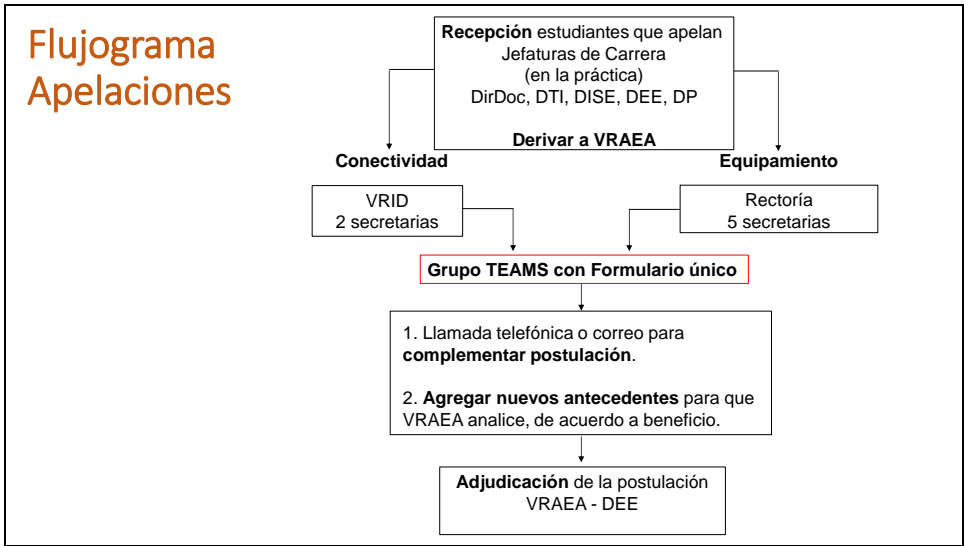 Flujograma
Apelaciones
Recepción estudiantes que apelan
Jefaturas de Carrera
(en la práctica)
DirDoc, DTI, DISE, DEE, DP
Derivar a VRAEA
Conectividad
Equipamiento
VRID
2 secretarias
Rectoría
5 secretarias
Grupo TEAMS con Formulario único
1. Llamada telefónica o correo para
complementar postulación.
2. Agregar nuevos antecedentes para que
VRAEA analice, de acuerdo a beneficio.
Adjudicación de la postulación
VRAEA - DEE